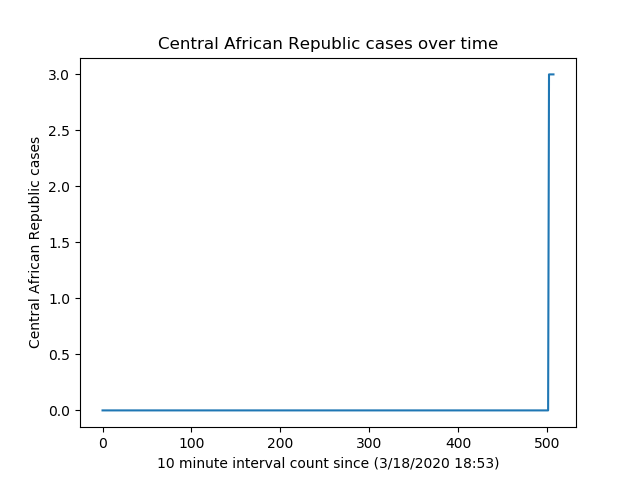 Central African Republic cases over time
3.0
2.5
2.0
1.5
1.0
0.5
0.0
Central African Republic cases
0 100 200 300 400 500
10 minute interval count since (3/18/2020 18:53)